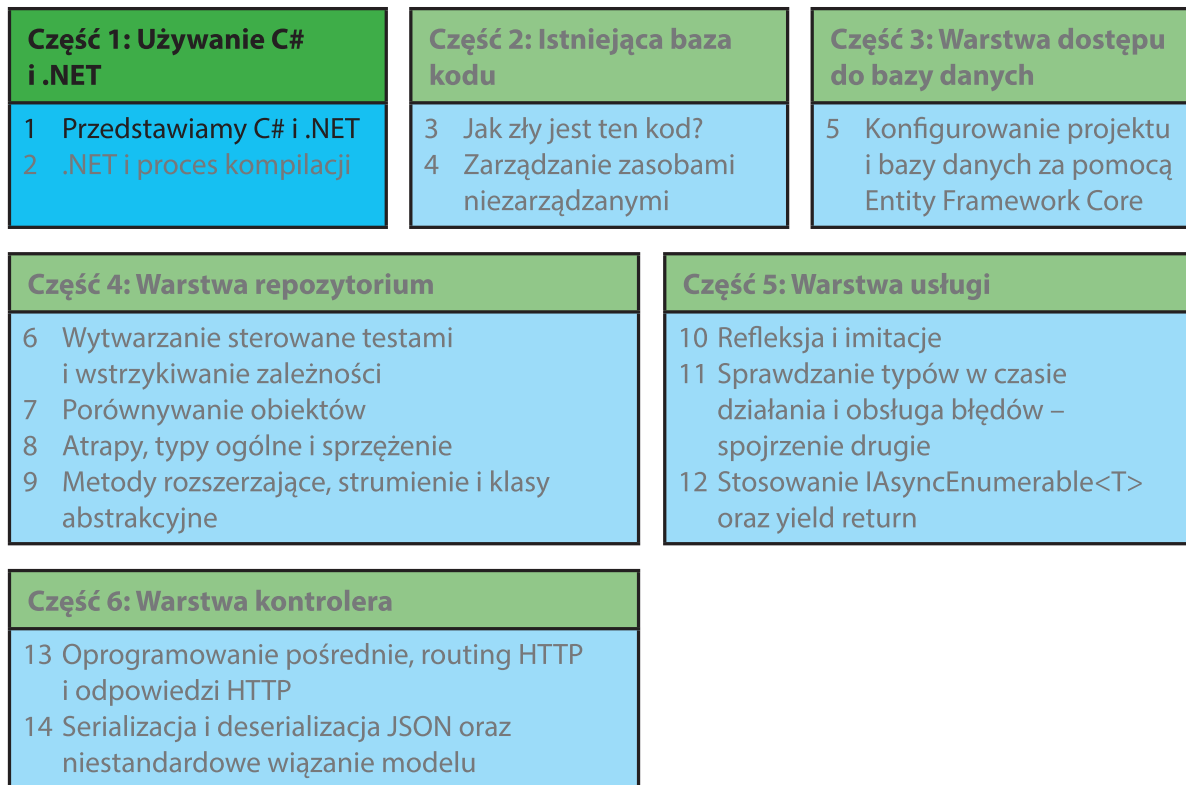 Część 1: Używanie C#
i .NET
1 Przedstawiamy C# i .NET
2 .NET i proces kompilacji
Część 2: Istniejąca baza
kodu
3 Jak zły jest ten kod?
4 Zarządzanie zasobami
niezarządzanymi
Część 3: Warstwa dostępu
do bazy danych
5 Konfigurowanie projektu
i bazy danych za pomocą
Entity Framework Core
Część 4: Warstwa repozytorium
6 Wytwarzanie sterowane testami
i wstrzykiwanie zależności
7 Porównywanie obiektów
8 Atrapy, typy ogólne i sprzężenie
9 Metody rozszerzające, strumienie i klasy
abstrakcyjne
Część 5: Warstwa usługi
10 Refleksja i imitacje
11 Sprawdzanie typów w czasie
działania i obsługa błędów –
spojrzenie drugie
12 Stosowanie IAsyncEnumerable<T>
oraz yield return
Część 6: Warstwa kontrolera
13 Oprogramowanie pośrednie, routing HTTP
i odpowiedzi HTTP
14 Serializacja i deserializacja JSON oraz
niestandardowe wiązanie modelu